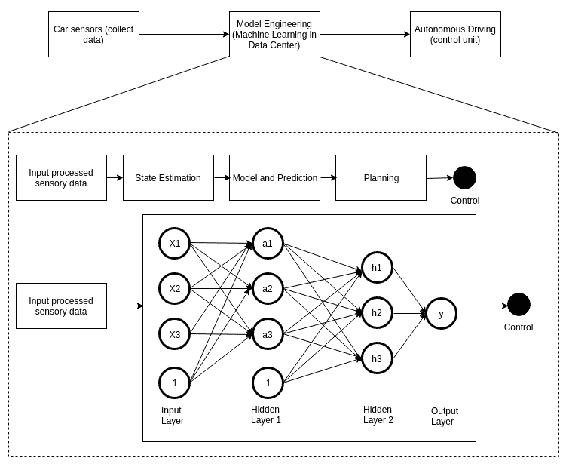 Car sensors (collect
data)
Model Engineering
(Machine Learning in
Data Center)
Autonomous Driving
(control unit)
Input processed
sensory data
State Estimation
Model and Prediction
Planning
Control
Input processed
sensory data
X1
a1
h1
X2
a2
h2
y
X3
a3
h3
1
1
Control
Input
Layer
Hidden
Layer 1
Hidden
Layer 2
Output
Layer